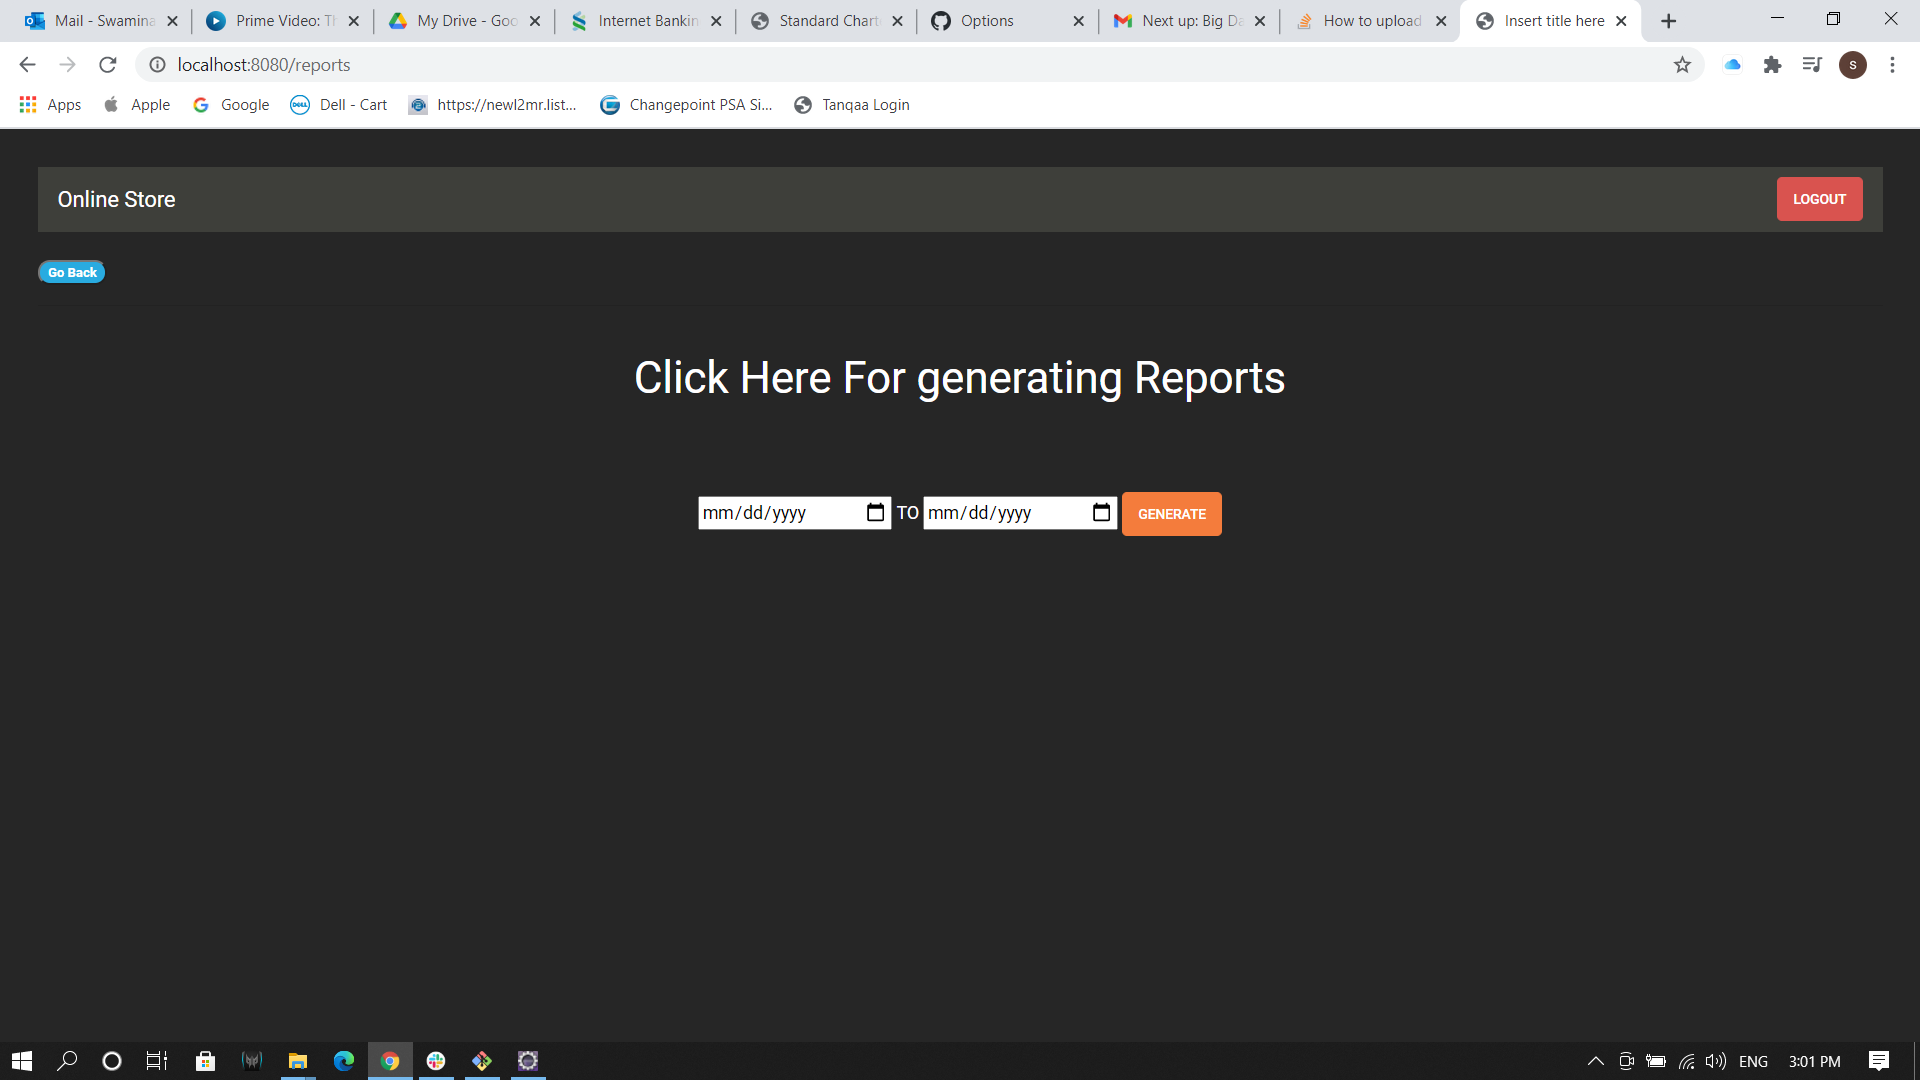 Mail - Swamina
Prime Video: Th
My Drive - Goo
Internet Bankin
Standard Chart
Options
Next up: Big Da
How to upload
Insert title here
localhost:8080/reports
S
Apps
Apple
Google
Dell - Cart
https://newl2mr.list...
Changepoint PSA Si...
Tanqaa Login
Online Store
LOGOUT
Go Back
Click Here For generating Reports
mm/dd/yyyy TO mm/dd/yyyy GENERATE
ENG
3:01 PM